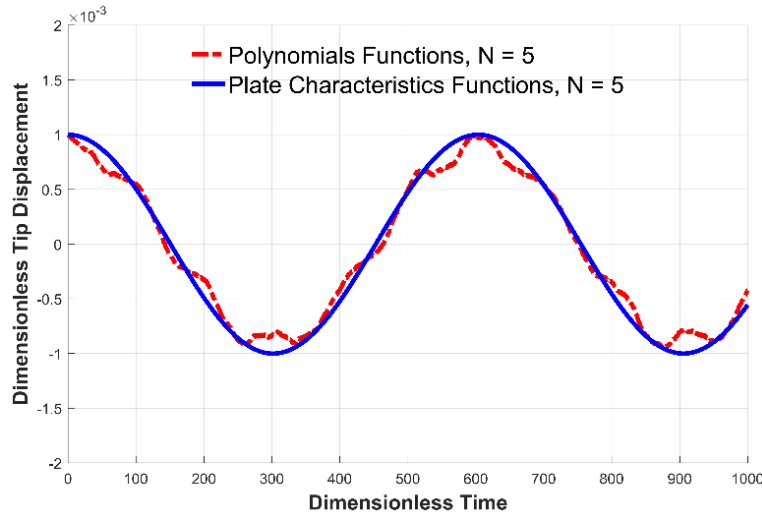 ×10⁻³
2
1.5
1
0.5
0
-0.5
-1
-1.5
-2
Dimensionless Tip Displacement
Polynomials Functions, N = 5
Plate Characteristics Functions, N = 5
0 100 200 300 400 500 600 700 800 900 1000
Dimensionless Time